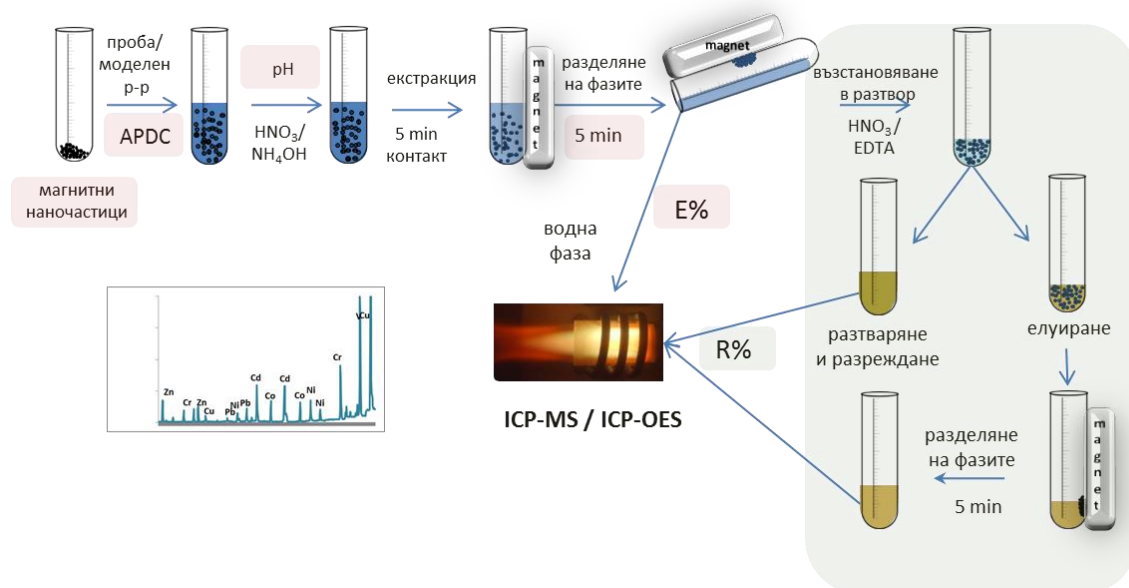 проба/
моделен
р-р
APDC
магнитни
наночастици
pH
HNO₃/
NH₄OH
екстракция
5 min
контакт
magnet
разделяне
на фазите
5 min
magnet
възстановяване
в разтвор
HNO₃/
EDTA
E%
водна
фаза
разтваряне
и разреждане
елуиране
R%
ICP-MS / ICP-OES
разделяне
на фазите
5 min
magnet
Zn
Cr
Zn
Cu
Pb
Ni
Pb
Cd
Co
Cd
Co
Ni
Ni
Cr
V
Cu